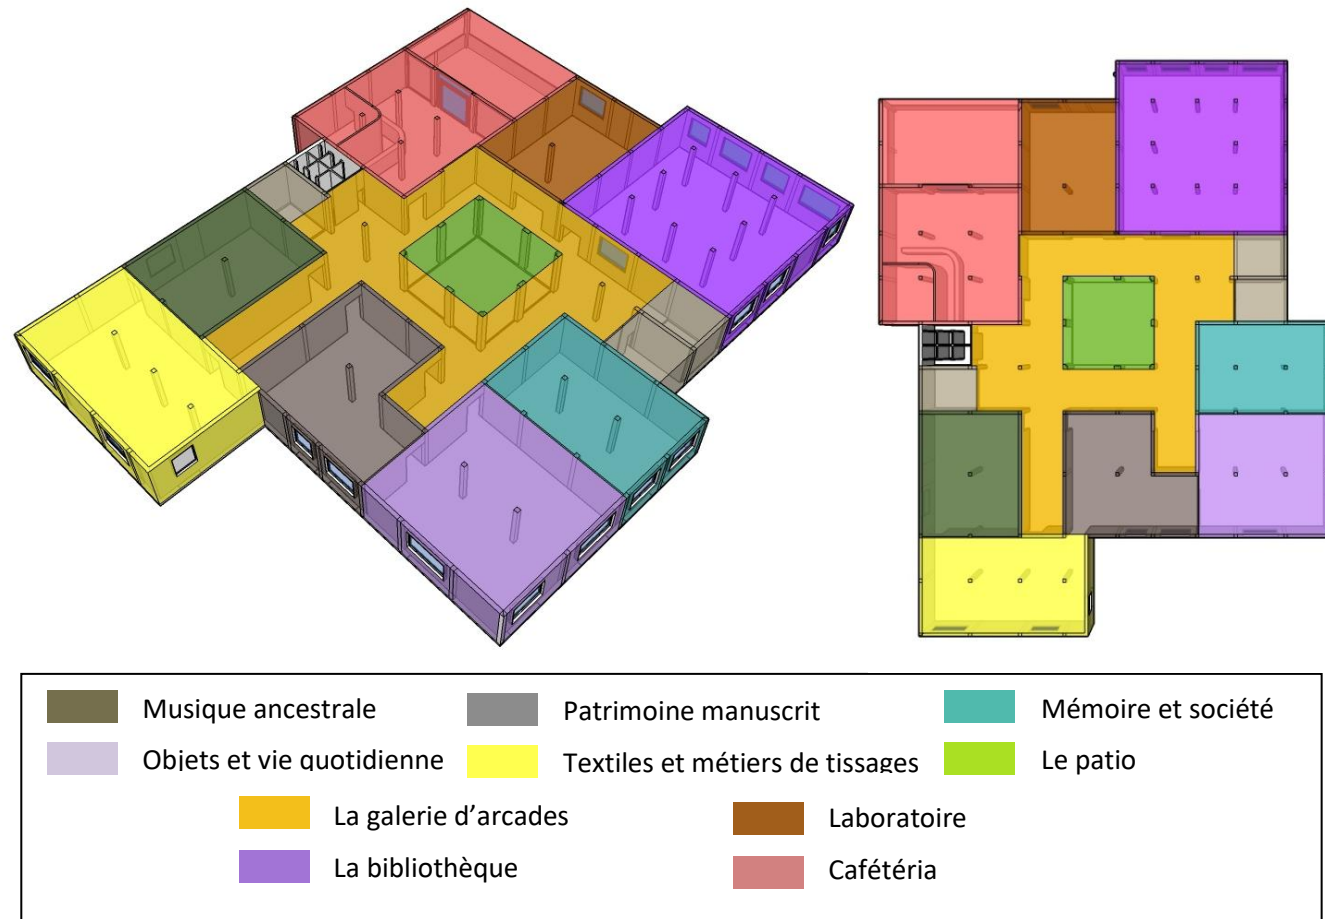 Musique ancestrale
Patrimoine manuscrit
Mémoire et société
Objets et vie quotidienne
Textiles et métiers de tissages
Le patio
La galerie d’arcades
Laboratoire
La bibliothèque
Cafétéria